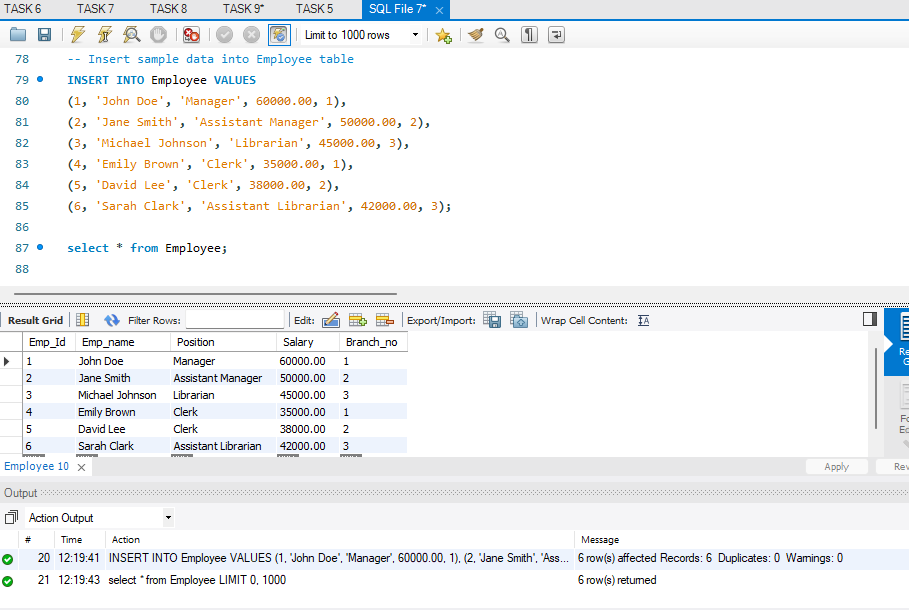 TASK 6 TASK 7 TASK 8 TASK 9* TASK 5 SQL File 7*
Limit to 1000 rows
78 -- Insert sample data into Employee table
79 INSERT INTO Employee VALUES
80 (1, 'John Doe', 'Manager', 60000.00, 1),
81 (2, 'Jane Smith', 'Assistant Manager', 50000.00, 2),
82 (3, 'Michael Johnson', 'Librarian', 45000.00, 3),
83 (4, 'Emily Brown', 'Clerk', 35000.00, 1),
84 (5, 'David Lee', 'Clerk', 38000.00, 2),
85 (6, 'Sarah Clark', 'Assistant Librarian', 42000.00, 3);
86
87 select * from Employee;
88
Result Grid Filter Rows: Edit: Export/Import: Wrap Cell Content: IA
Emp_Id Emp_name Position Salary Branch_no
1 John Doe Manager 60000.00 1
2 Jane Smith Assistant Manager 50000.00 2
3 Michael Johnson Librarian 45000.00 3
4 Emily Brown Clerk 35000.00 1
5 David Lee Clerk 38000.00 2
6 Sarah Clark Assistant Librarian 42000.00 3
Employee 10 Apply Rev
Output
Action Output
# Time Action Message
20 12:19:41 INSERT INTO Employee VALUES (1, 'John Doe', 'Manager', 60000.00, 1), (2, 'Jane Smith', 'Ass... 6 row(s) affected Records: 6 Duplicates: 0 Warnings: 0
21 12:19:43 select * from Employee LIMIT 0, 1000 6 row(s) returned